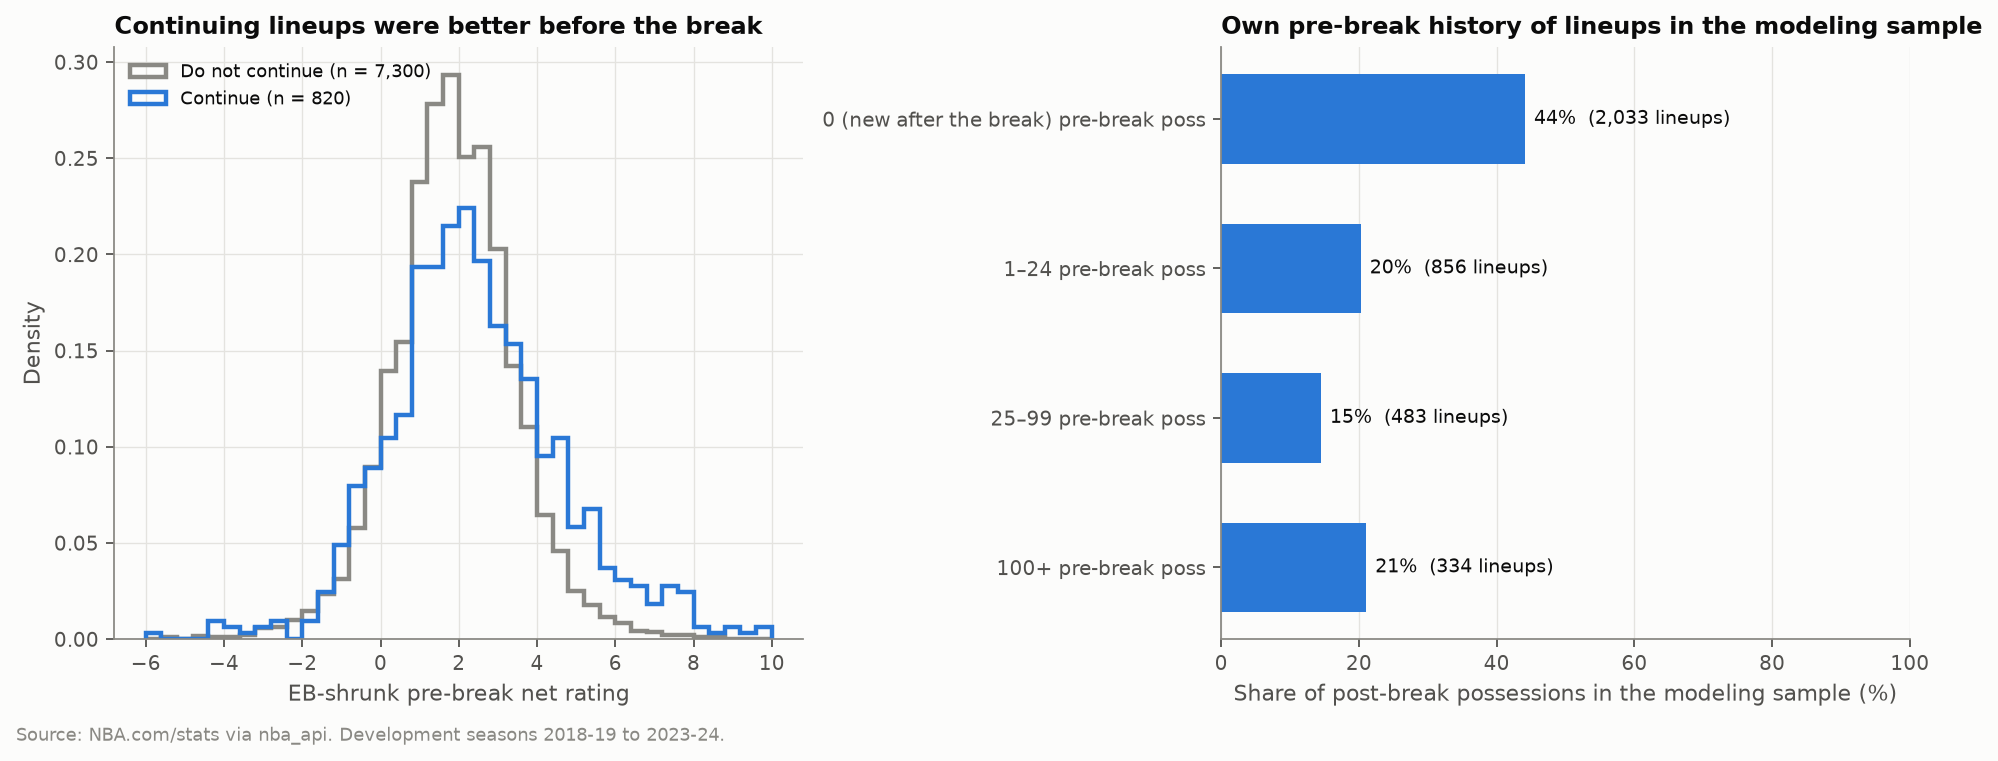 Continuing lineups were better before the break
Do not continue (n = 7,300)
Continue (n = 820)
0.30
0.25
0.20
0.15
0.10
0.05
0.00
Density
−6 −4 −2 0 2 4 6 8 10
EB-shrunk pre-break net rating
Own pre-break history of lineups in the modeling sample
0 (new after the break) pre-break poss
44% (2,033 lineups)
1–24 pre-break poss
20% (856 lineups)
25–99 pre-break poss
15% (483 lineups)
100+ pre-break poss
21% (334 lineups)
0 20 40 60 80 100
Share of post-break possessions in the modeling sample (%)
Source: NBA.com/stats via nba_api. Development seasons 2018-19 to 2023-24.